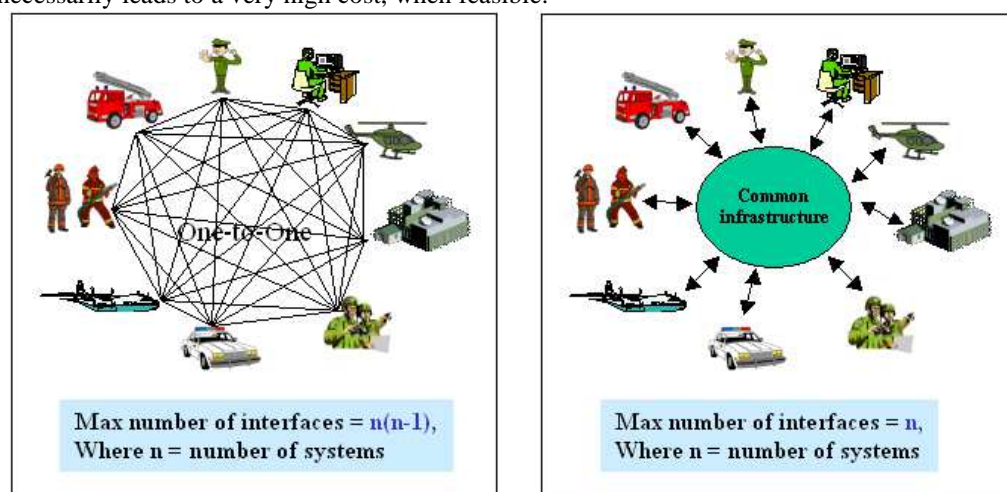 necessarily leads to a very high cost, when feasible.
One-to-One
Max number of interfaces = n(n-1),
Where n = number of systems
Common
infrastructure
Max number of interfaces = n,
Where n = number of systems